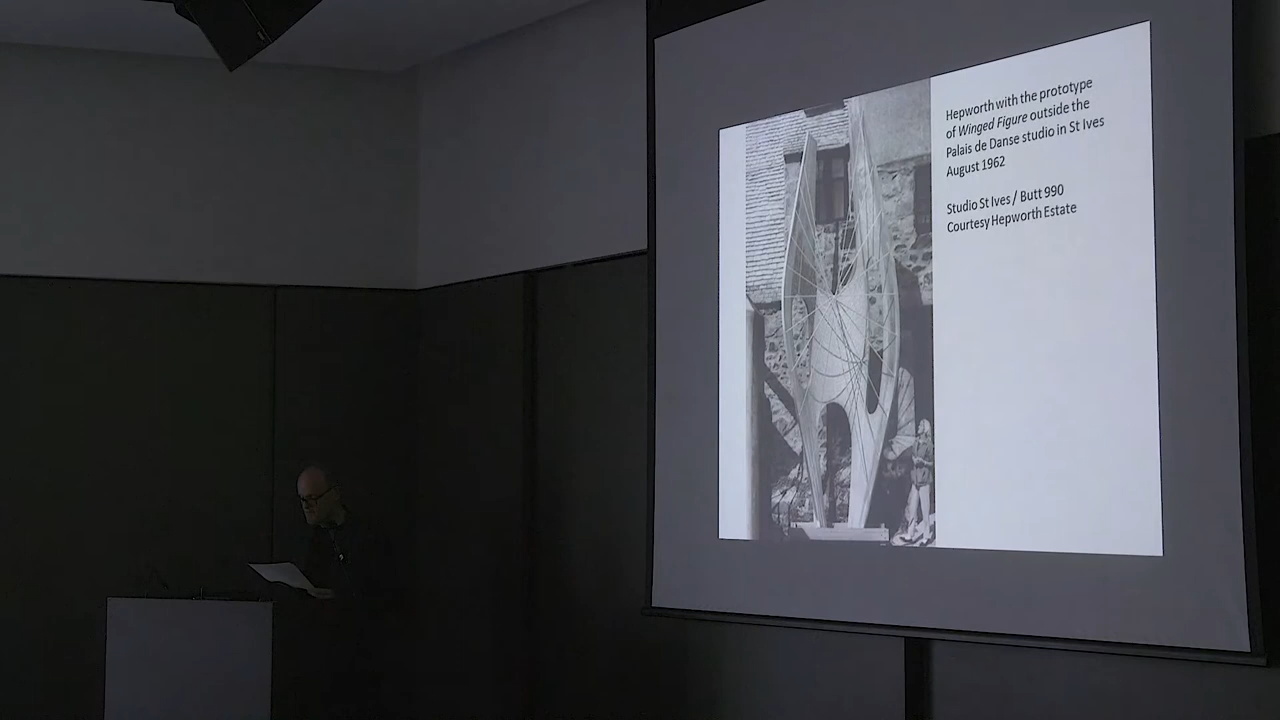 Hepworth with the prototype
of Winged Figure outside the
Palais de Danse studio in St Ives
August 1962
Studio St Ives / Butt 990
Courtesy Hepworth Estate